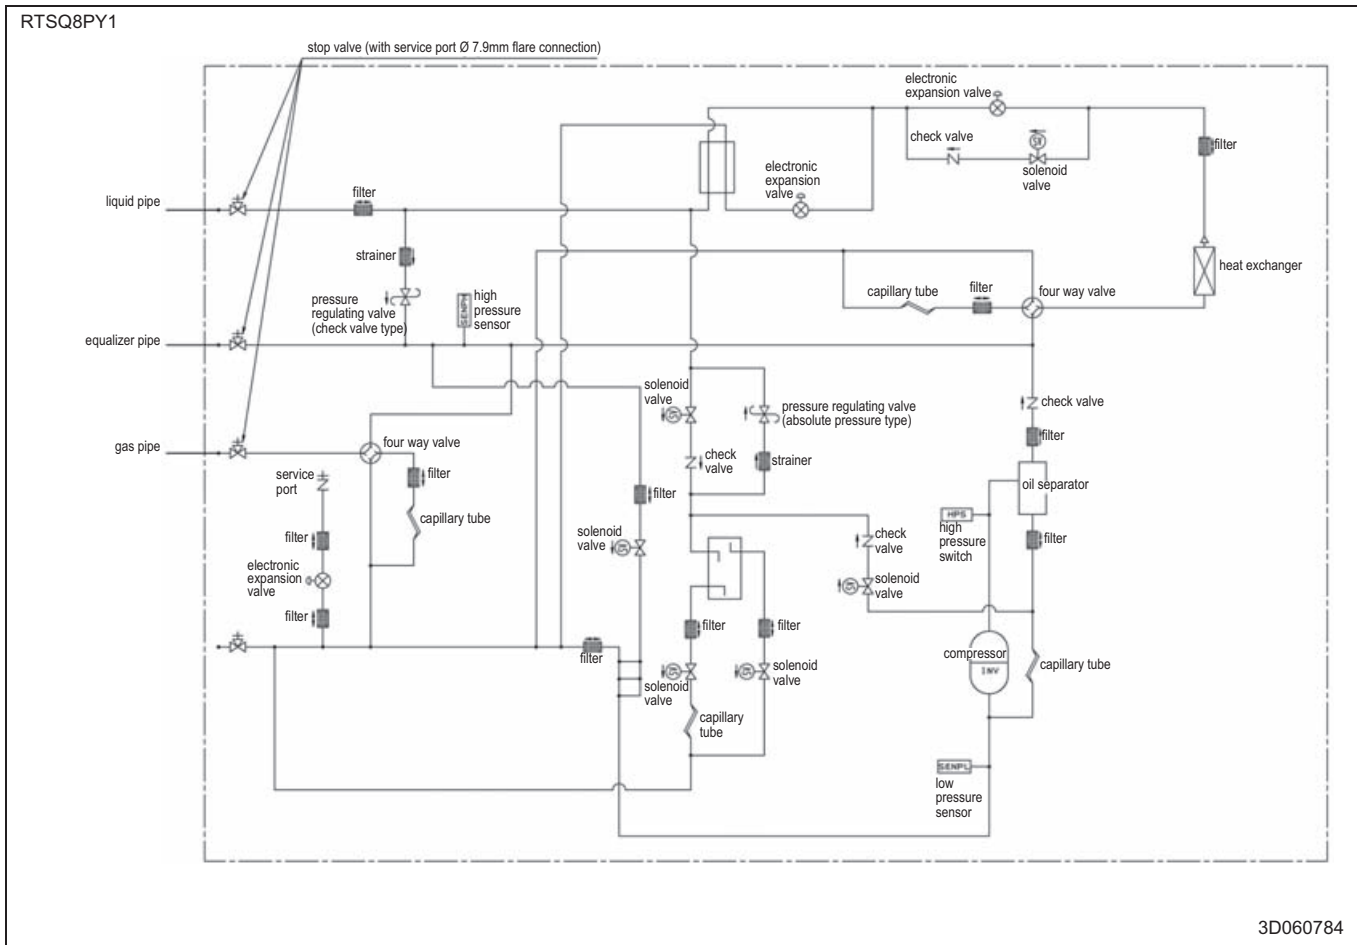 RTSQ8PY1
stop valve (with service port Ø 7.9mm flare connection)
electronic
expansion valve
check valve
solenoid
valve
filter
electronic
expansion
valve
filter
liquid pipe
strainer
heat exchanger
pressure
regulating valve
(check valve type)
SENPH
high
pressure
sensor
capillary tube
filter
four way valve
equalizer pipe
solenoid
valve
pressure regulating valve
(absolute pressure type)
check valve
filter
gas pipe
four way valve
service
port
filter
check
valve
strainer
oil separator
capillary tube
filter
HPS
high
pressure
switch
filter
filter
solenoid
valve
check
valve
electronic
expansion
valve
solenoid
valve
filter
filter
filter
filter
compressor
INV
capillary tube
solenoid
valve
solenoid
valve
capillary
tube
SENPL
low
pressure
sensor
3D060784